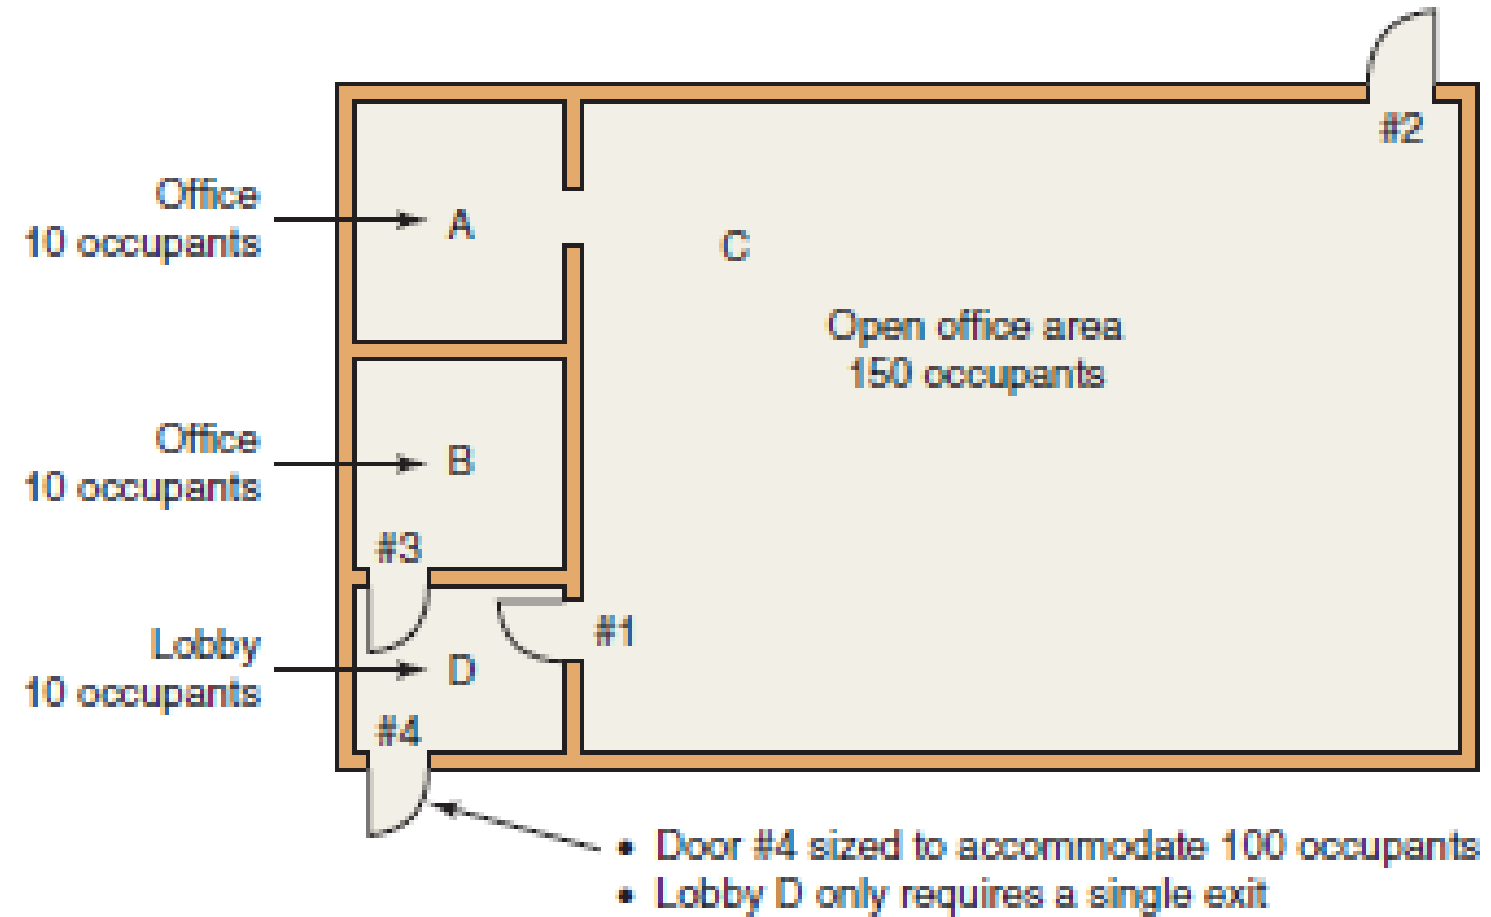 #2
Office
10 occupants
A
C
Open office area
150 occupants
Office
10 occupants
B
#3
Lobby
10 occupants
#1
D
#4
• Door #4 sized to accommodate 100 occupants
• Lobby D only requires a single exit